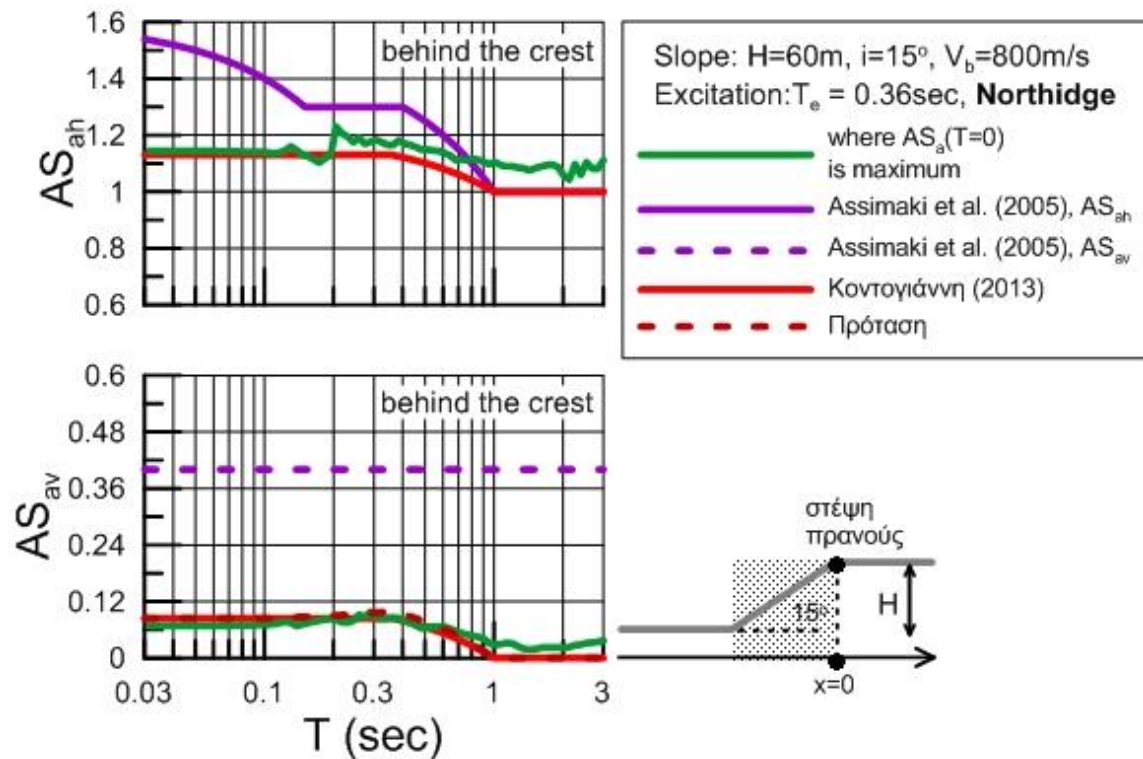 1.6
1.4
1.2
1
0.8
0.6
AS_ah
behind the crest
Slope: H=60m, i=15°, V_b=800m/s
Excitation:T_e = 0.36sec, Northidge
where AS_a(T=0)
is maximum
Assimaki et al. (2005), AS_ah
Assimaki et al. (2005), AS_av
Κοντογιάννη (2013)
Πρόταση
0.6
0.48
0.36
0.24
0.12
0
AS_av
behind the crest
0.03 0.1 0.3 1 3
T (sec)
στέψη
πρανούς
15°
H
x=0